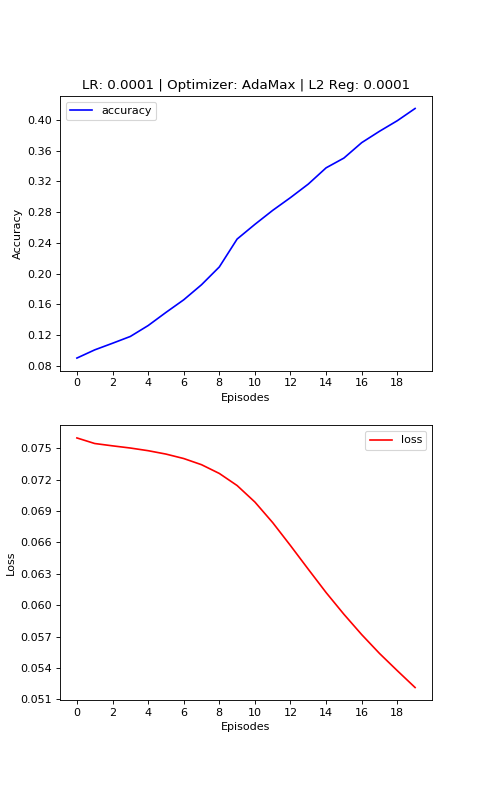 LR: 0.0001 | Optimizer: AdaMax | L2 Reg: 0.0001
accuracy
0.40
0.36
0.32
0.28
0.24
0.20
0.16
0.12
0.08
Accuracy
0 2 4 6 8 10 12 14 16 18
Episodes
loss
0.075
0.072
0.069
0.066
0.063
0.060
0.057
0.054
0.051
Loss
0 2 4 6 8 10 12 14 16 18
Episodes